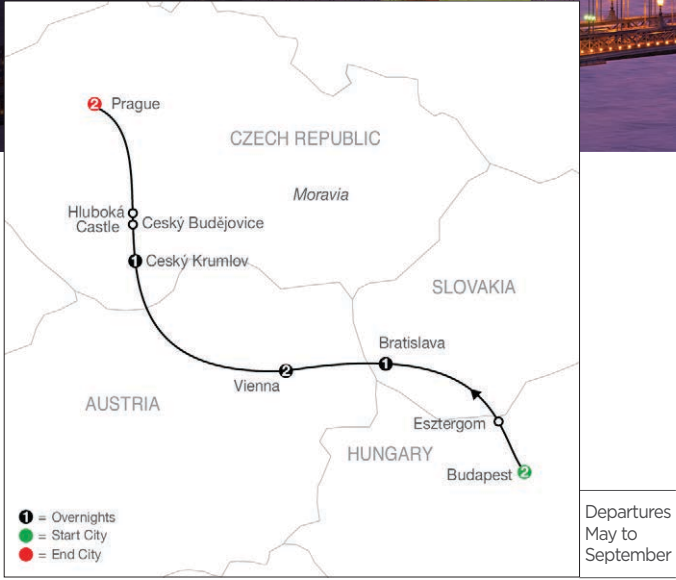 2 Prague
CZECH REPUBLIC
Moravia
Hluboká
Castle
Ceský Budějovice
1 Ceský Krumlov
SLOVAKIA
Bratislava
1
2
Vienna
AUSTRIA
Esztergom
HUNGARY
Budapest 2
1 = Overnights
= Start City
= End City
Departures
May to
September